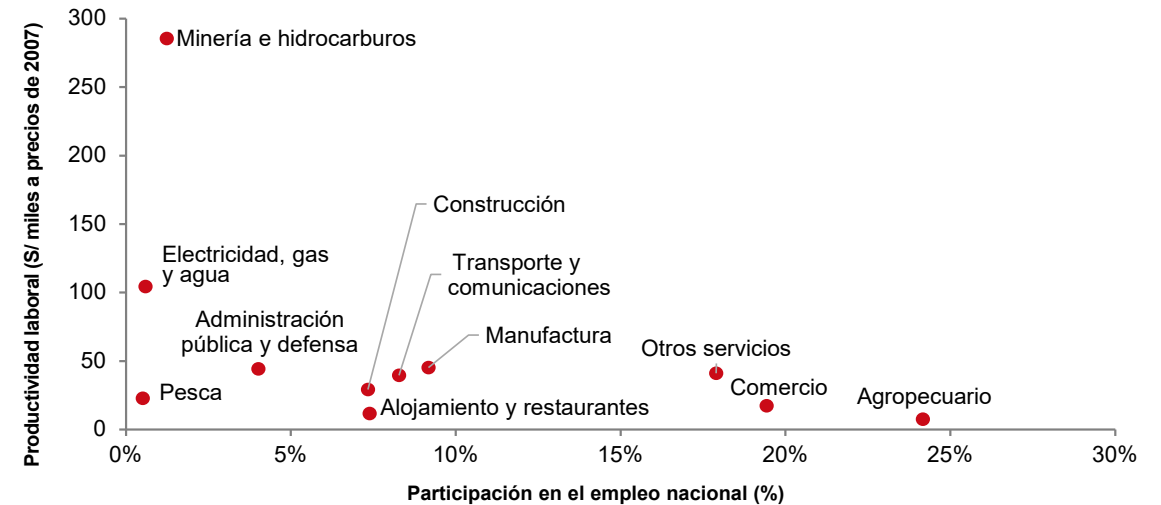 Productividad laboral (S/ miles a precios de 2007)
300
250
200
150
100
50
0
Minería e hidrocarburos
Construcción
Electricidad, gas
y agua
Transporte y
comunicaciones
Administración
pública y defensa
Manufactura
Otros servicios
Pesca
Comercio
Agropecuario
Alojamiento y restaurantes
0%
5%
10%
15%
20%
25%
30%
Participación en el empleo nacional (%)